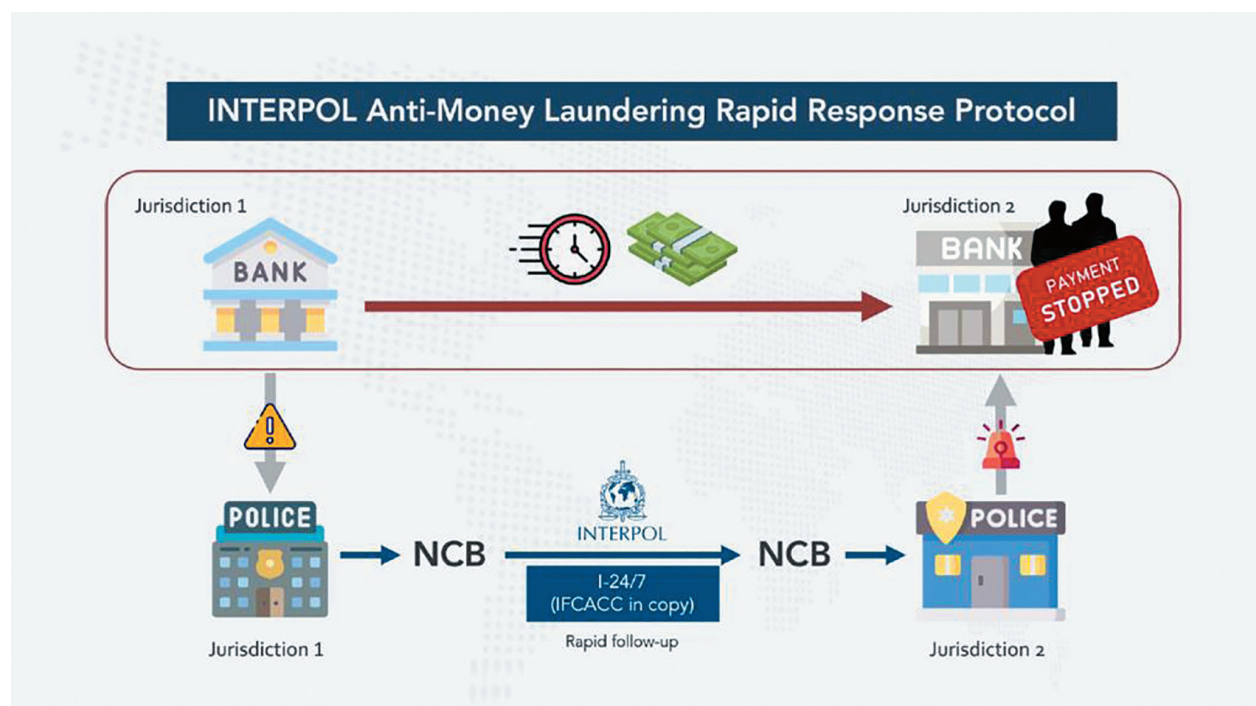 INTERPOL Anti-Money Laundering Rapid Response Protocol
Jurisdiction 1
Jurisdiction 2
BANK
BANK
PAYMENT
STOPPED
POLICE
INTERPOL
POLICE
NCB
NCB
I-24/7
(IFCACC in copy)
Rapid follow-up
Jurisdiction 1
Jurisdiction 2